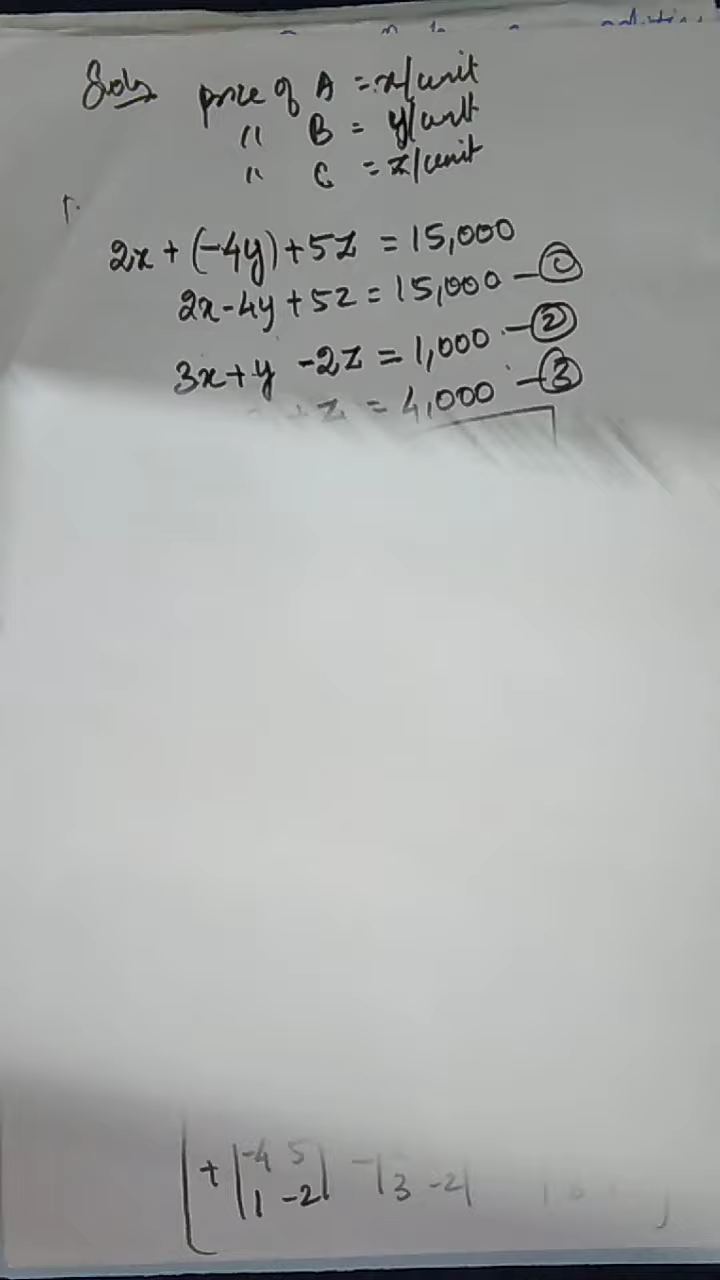 Soln price of A = x/unit
〃 B = y/unit
〃 C = z/unit
2x + (-4y) + 5z = 15,000
2x - 4y + 5z = 15,000 - ①
3x + y - 2z = 1,000 - ②
+ z = 4,000 - ③
+ |-4 5| - |
|1 -2| |3 -2|